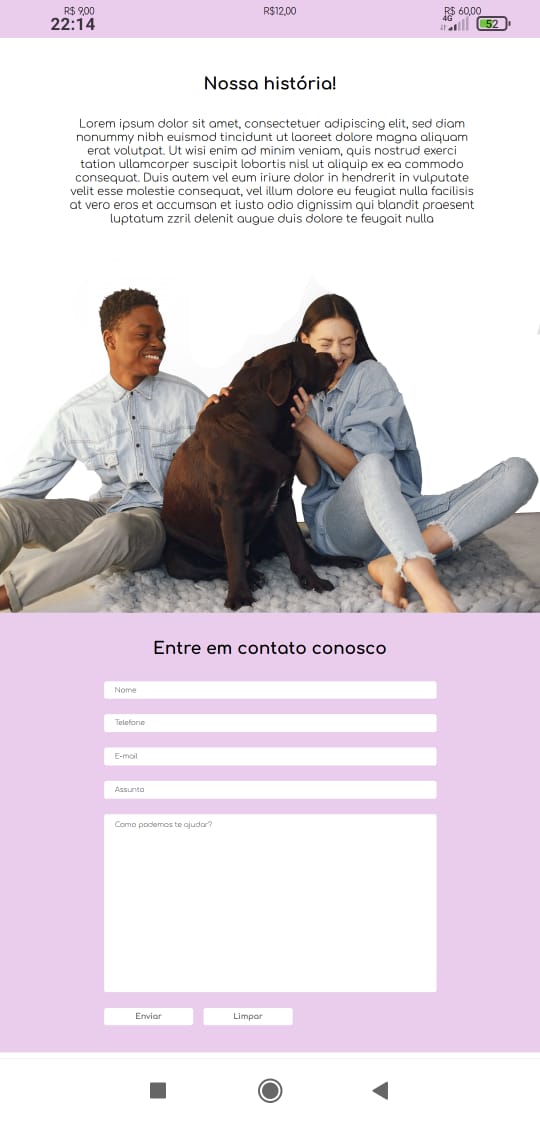 R$ 9,00 R$12,00 R$ 60,00
22:14 4G 52
Nossa história!
Lorem ipsum dolor sit amet, consectetuer adipiscing elit, sed diam
nonummy nibh euismod tincidunt ut laoreet dolore magna aliquam
erat volutpat. Ut wisi enim ad minim veniam, quis nostrud exerci
tation ullamcorper suscipit lobortis nisl ut aliquip ex ea commodo
consequat. Duis autem vel eum iriure dolor in hendrerit in vulputate
velit esse molestie consequat, vel illum dolore eu feugiat nulla facilisis
at vero eros et accumsan et iusto odio dignissim qui blandit praesent
luptatum zzril delenit augue duis dolore te feugait nulla
Entre em contato conosco
Nome
Telefone
E-mail
Assunto
Como podemos te ajudar?
Enviar Limpar